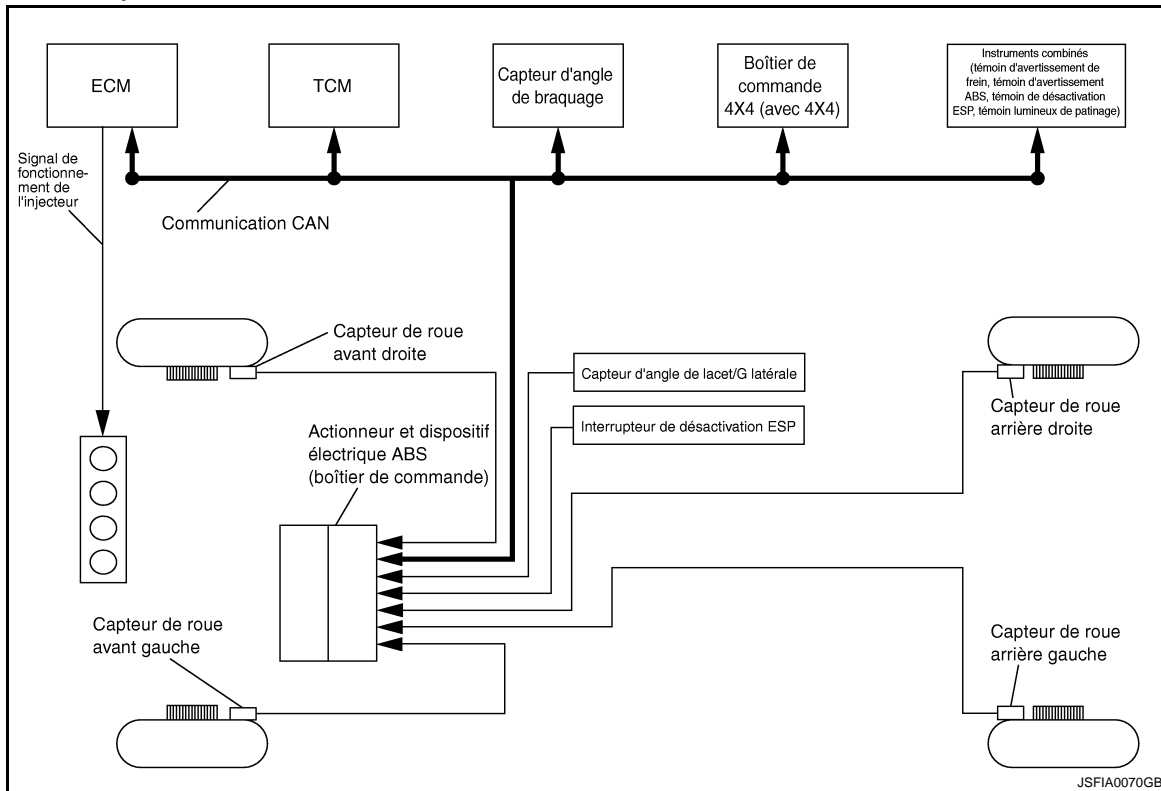 ECM
TCM
Capteur d'angle
de braquage
Boîtier de
commande
4X4 (avec 4X4)
Instruments combinés
(témoin d'avertissement de
frein, témoin d'avertissement
ABS, témoin de désactivation
ESP, témoin lumineux de patinage)
Signal de
fonctionne-
ment de
l'injecteur
Communication CAN
Capteur de roue
avant droite
Capteur d'angle de lacet/G latérale
Interrupteur de désactivation ESP
Capteur de roue
arrière droite
Actionneur et dispositif
électrique ABS
(boîtier de commande)
Capteur de roue
avant gauche
Capteur de roue
arrière gauche
JSFIA0070GB